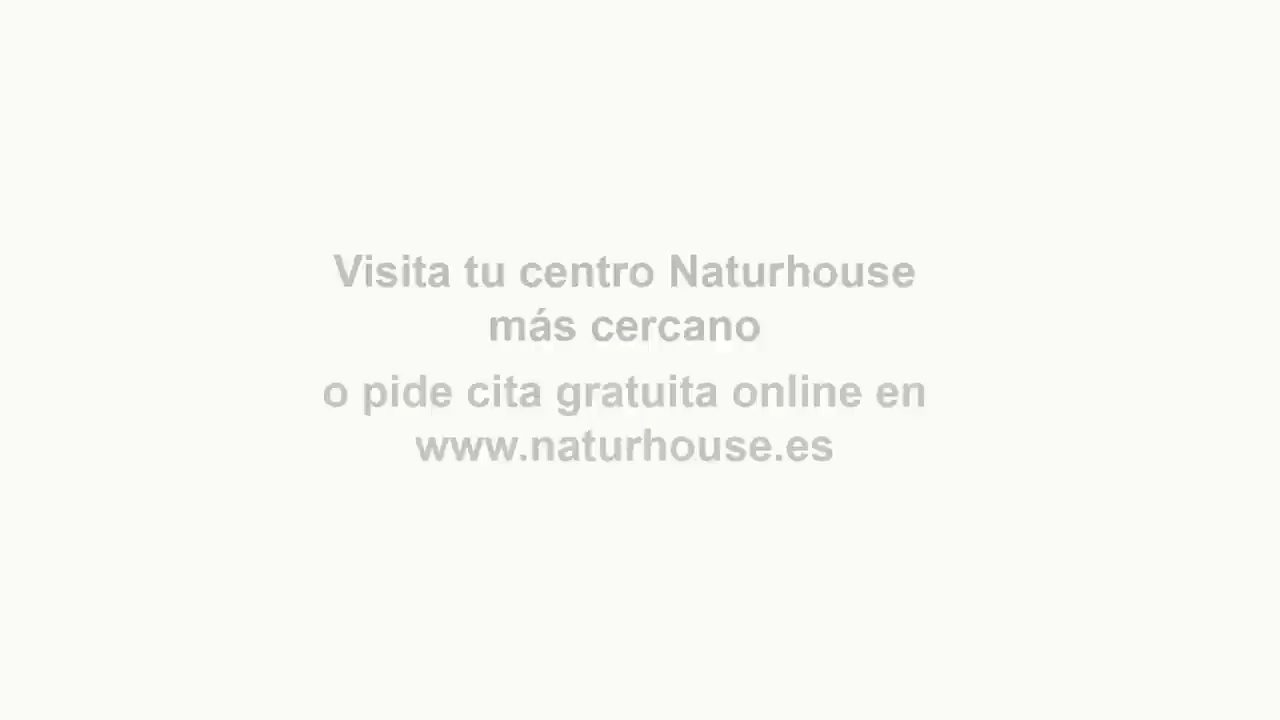 Visita tu centro Naturhouse
más cercano
o pide cita gratuita online en
www.naturhouse.es